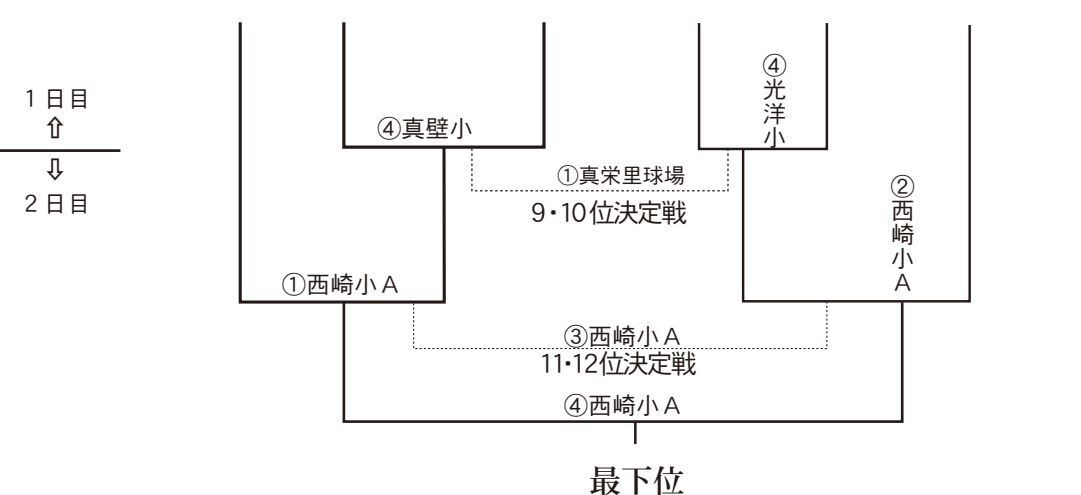 1日目
⇧
⇩
2日目
④真壁小
④光洋小
①真栄里球場
9・10位決定戦
②西崎小A
①西崎小A
③西崎小A
11・12位決定戦
④西崎小A
最下位